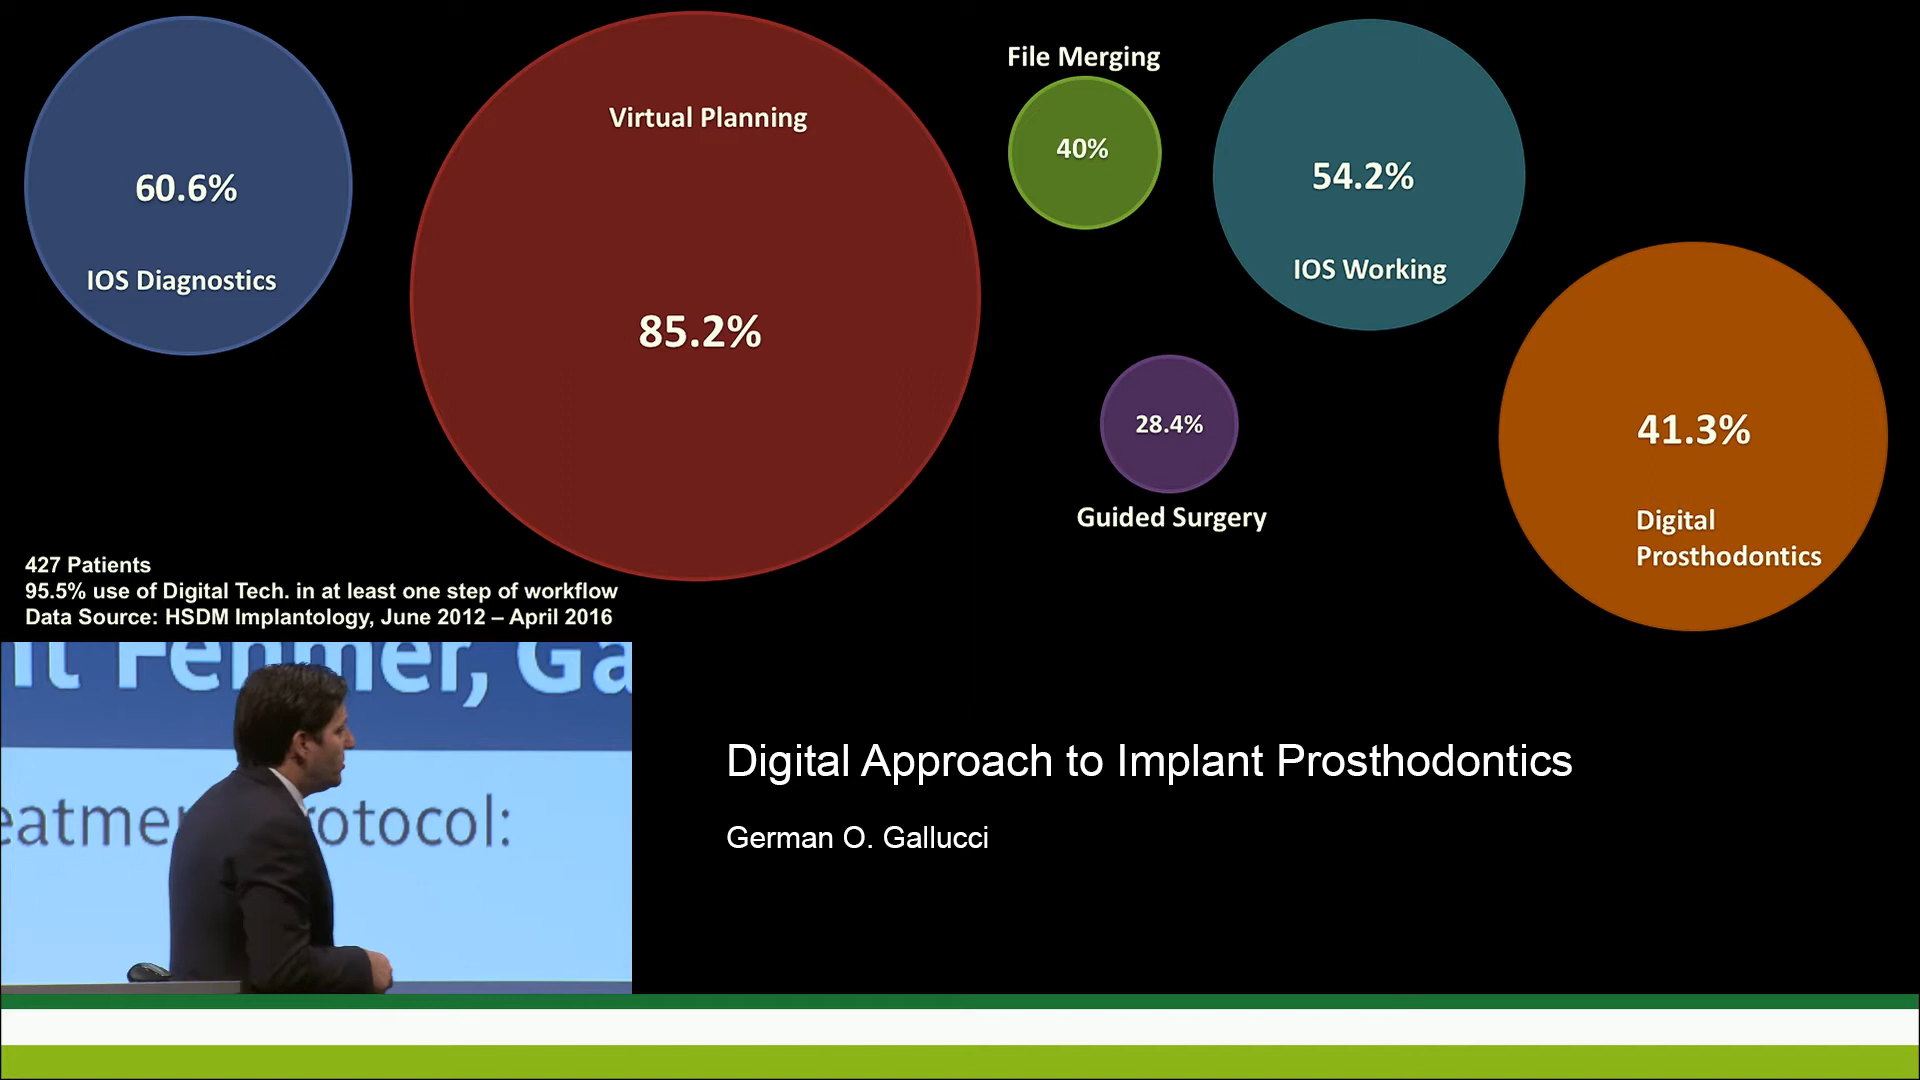 60.6%
IOS Diagnostics
Virtual Planning
85.2%
File Merging
40%
54.2%
IOS Working
28.4%
Guided Surgery
41.3%
Digital
Prosthodontics
427 Patients
95.5% use of Digital Tech. in at least one step of workflow
Data Source: HSDM Implantology, June 2012 – April 2016
Digital Approach to Implant Prosthodontics
German O. Gallucci